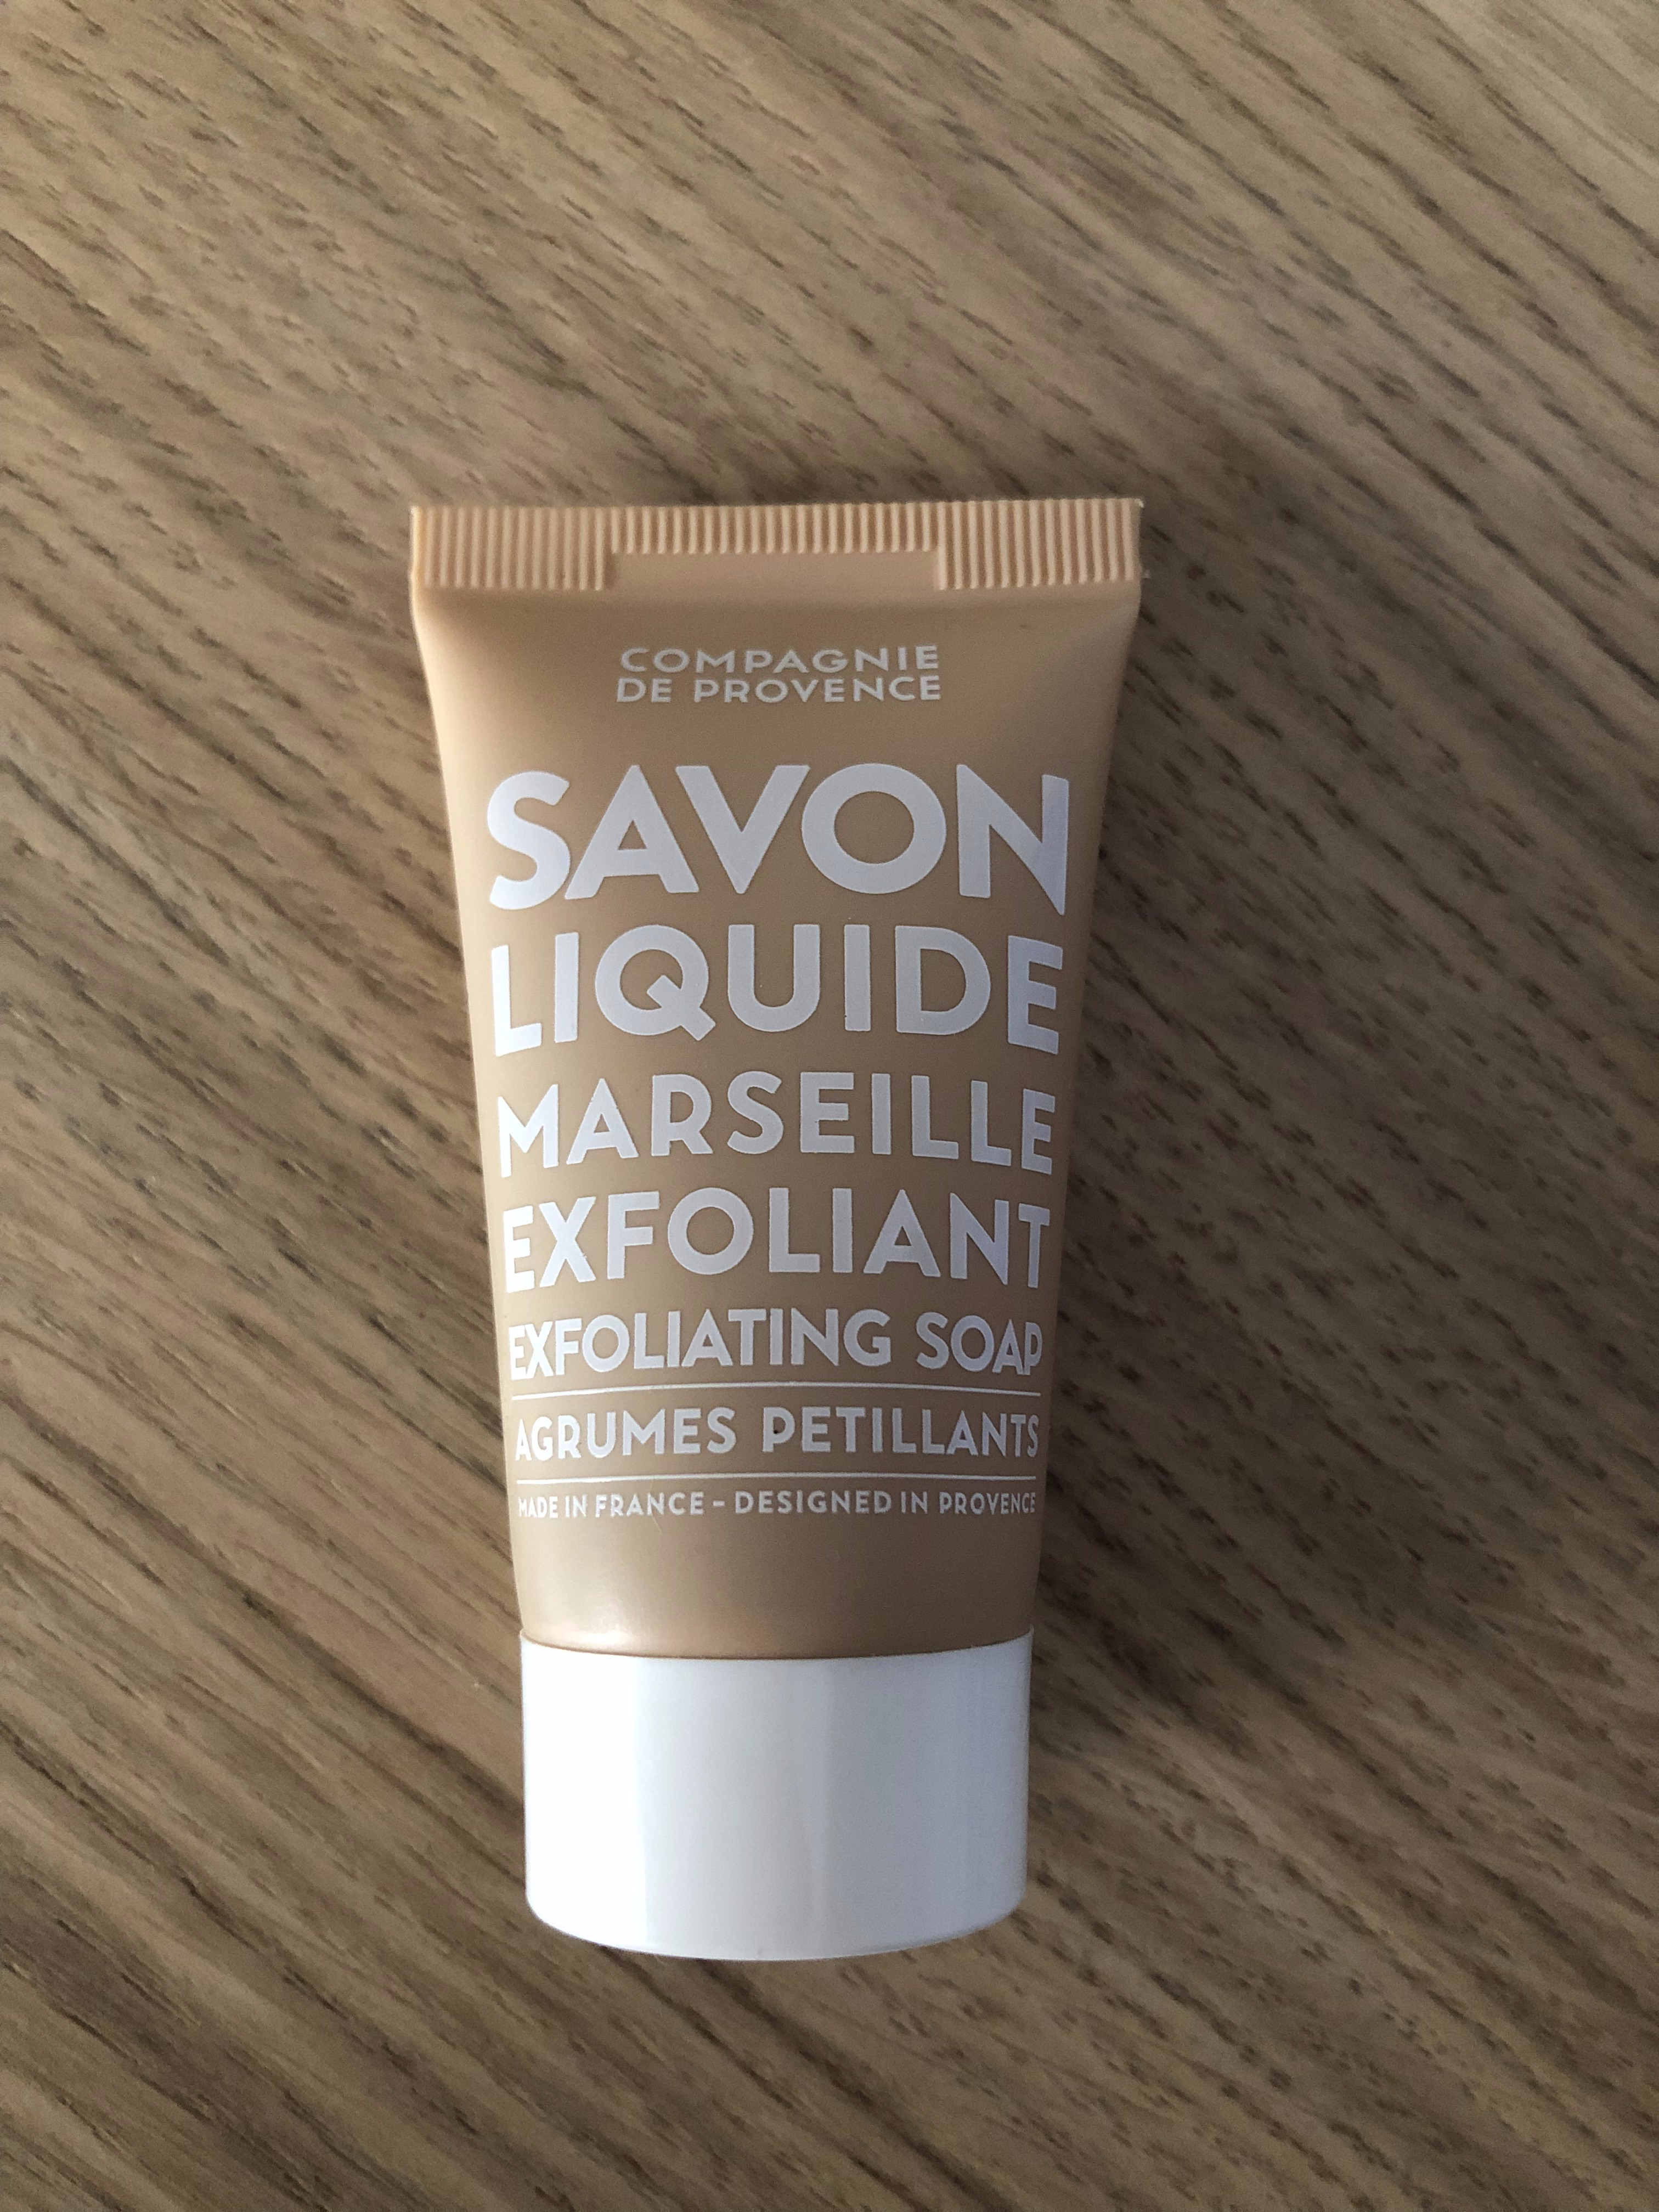 COMPAGNIE
DE PROVENCE
SAVON
LIQUIDE
MARSEILLE
EXFOLIANT
EXFOLIATING SOAP
AGRUMES PETILLANTS
MADE IN FRANCE - DESIGNED IN PROVENCE